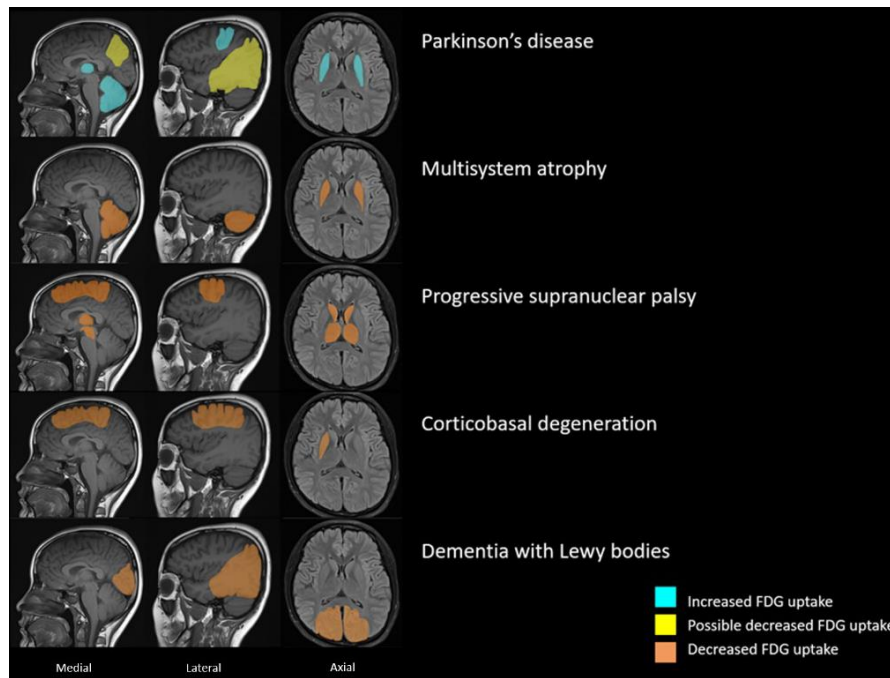 Parkinson's disease
Multisystem atrophy
Progressive supranuclear palsy
Corticobasal degeneration
Dementia with Lewy bodies
Increased FDG uptake
Possible decreased FDG uptake
Decreased FDG uptake
Medial
Lateral
Axial